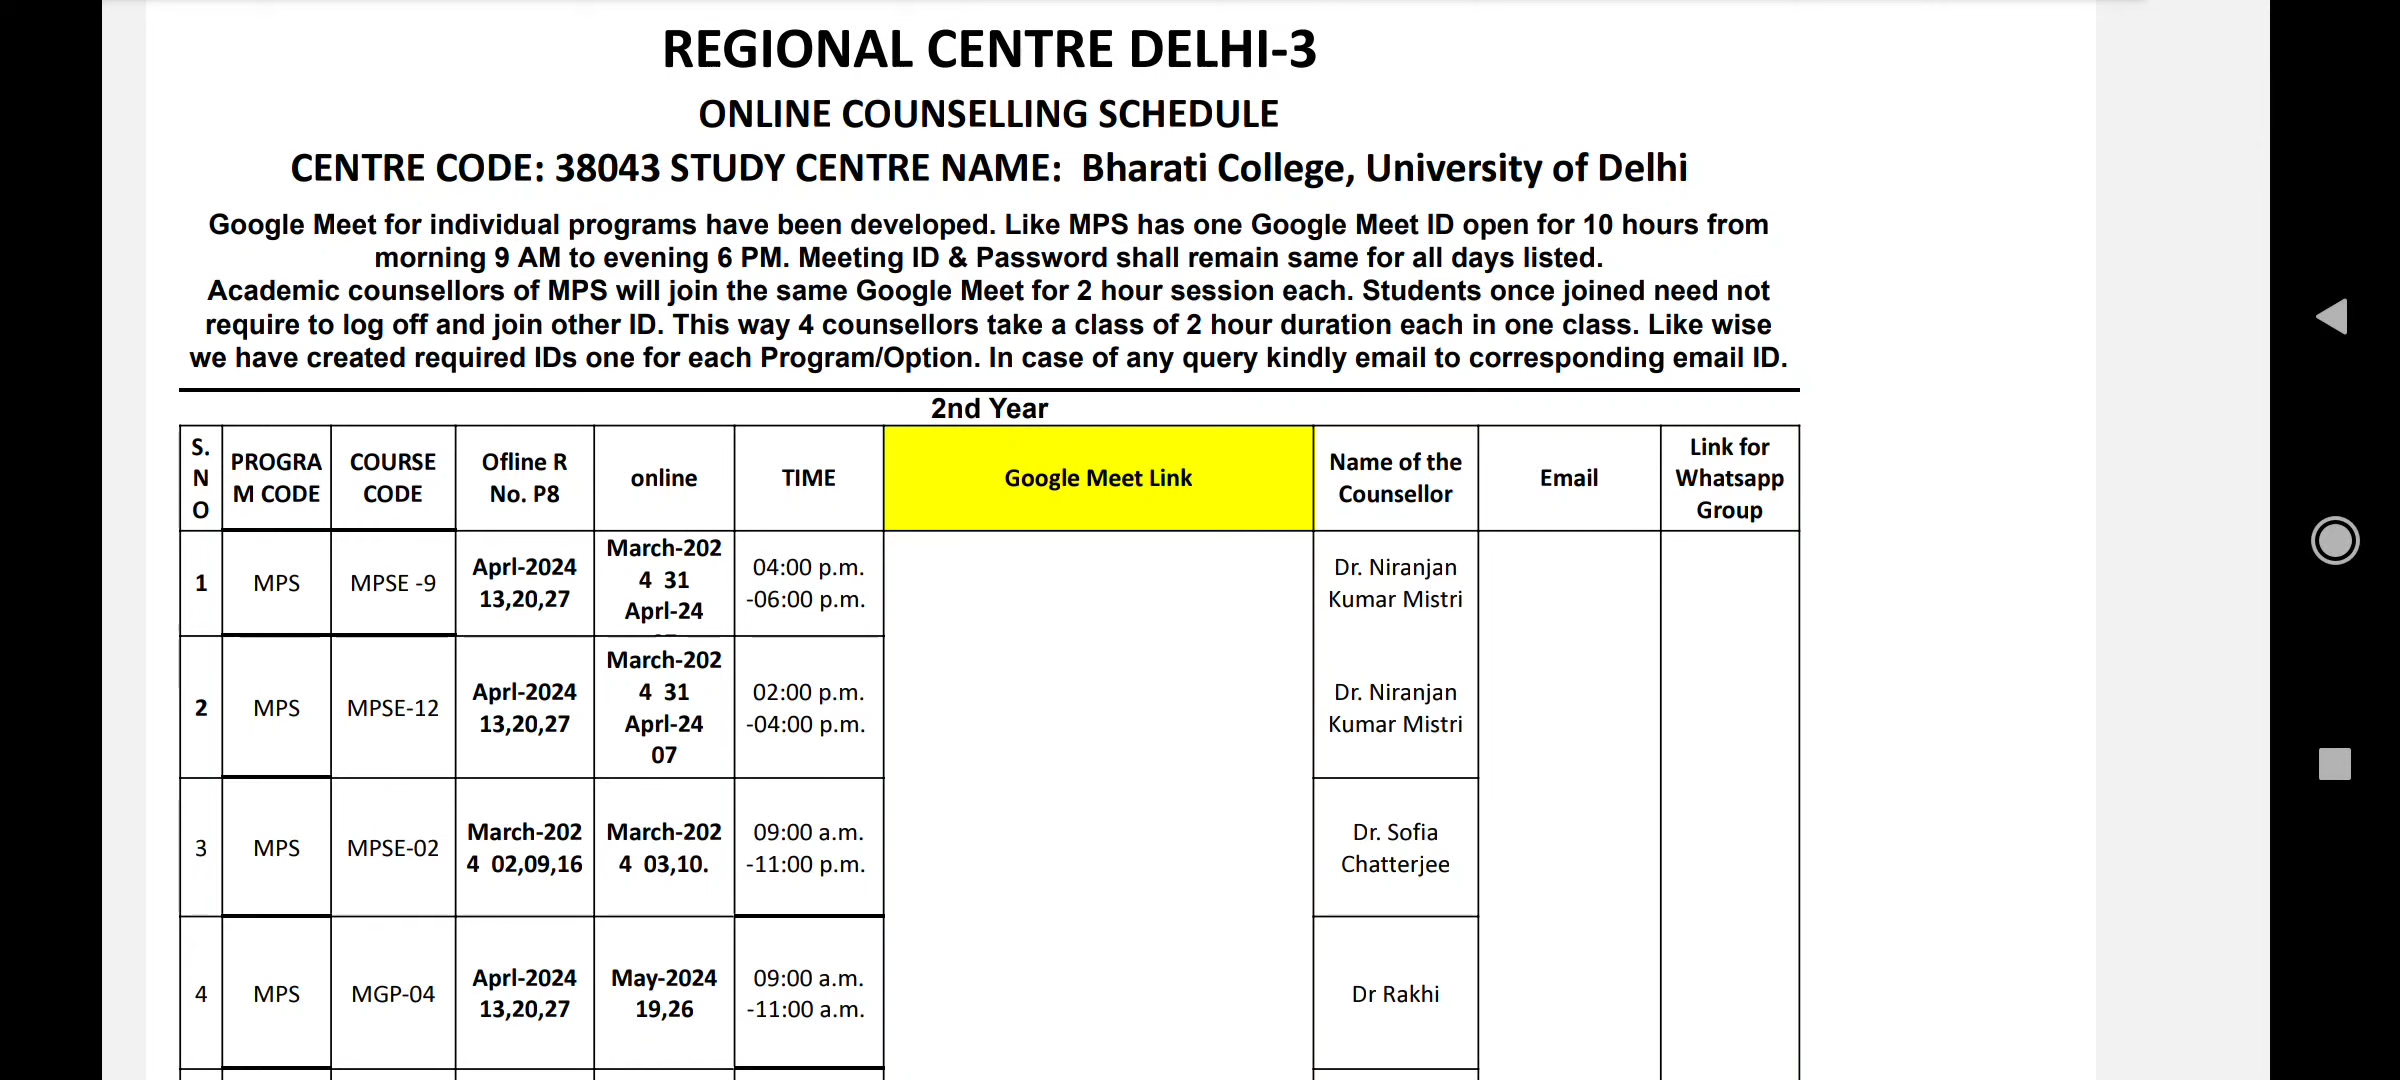 REGIONAL CENTRE DELHI-3
ONLINE COUNSELLING SCHEDULE
CENTRE CODE: 38043 STUDY CENTRE NAME: Bharati College, University of Delhi
Google Meet for individual programs have been developed. Like MPS has one Google Meet ID open for 10 hours from
morning 9 AM to evening 6 PM. Meeting ID & Password shall remain same for all days listed.
Academic counsellors of MPS will join the same Google Meet for 2 hour session each. Students once joined need not
require to log off and join other ID. This way 4 counsellors take a class of 2 hour duration each in one class. Like wise
we have created required IDs one for each Program/Option. In case of any query kindly email to corresponding email ID.
2nd Year
S.
N
O
PROGRA
M CODE
COURSE
CODE
Ofline R
No. P8
online
TIME
Google Meet Link
Name of the
Counsellor
Email
Link for
Whatsapp
Group
1
MPS
MPSE -9
Aprl-2024
13,20,27
March-202
4 31
Aprl-24
04:00 p.m.
-06:00 p.m.
Dr. Niranjan
Kumar Mistri
2
MPS
MPSE-12
Aprl-2024
13,20,27
March-202
4 31
Aprl-24
07
02:00 p.m.
-04:00 p.m.
Dr. Niranjan
Kumar Mistri
3
MPS
MPSE-02
March-202
4 02,09,16
March-202
4 03,10.
09:00 a.m.
-11:00 p.m.
Dr. Sofia
Chatterjee
4
MPS
MGP-04
Aprl-2024
13,20,27
May-2024
19,26
09:00 a.m.
-11:00 a.m.
Dr Rakhi